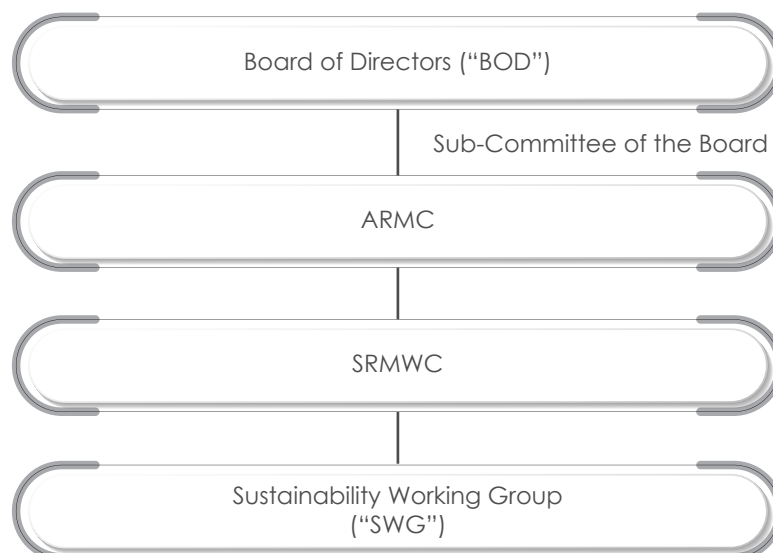 Board of Directors (“BOD”)
Sub-Committee of the Board
ARMC
SRMWC
Sustainability Working Group
(“SWG”)